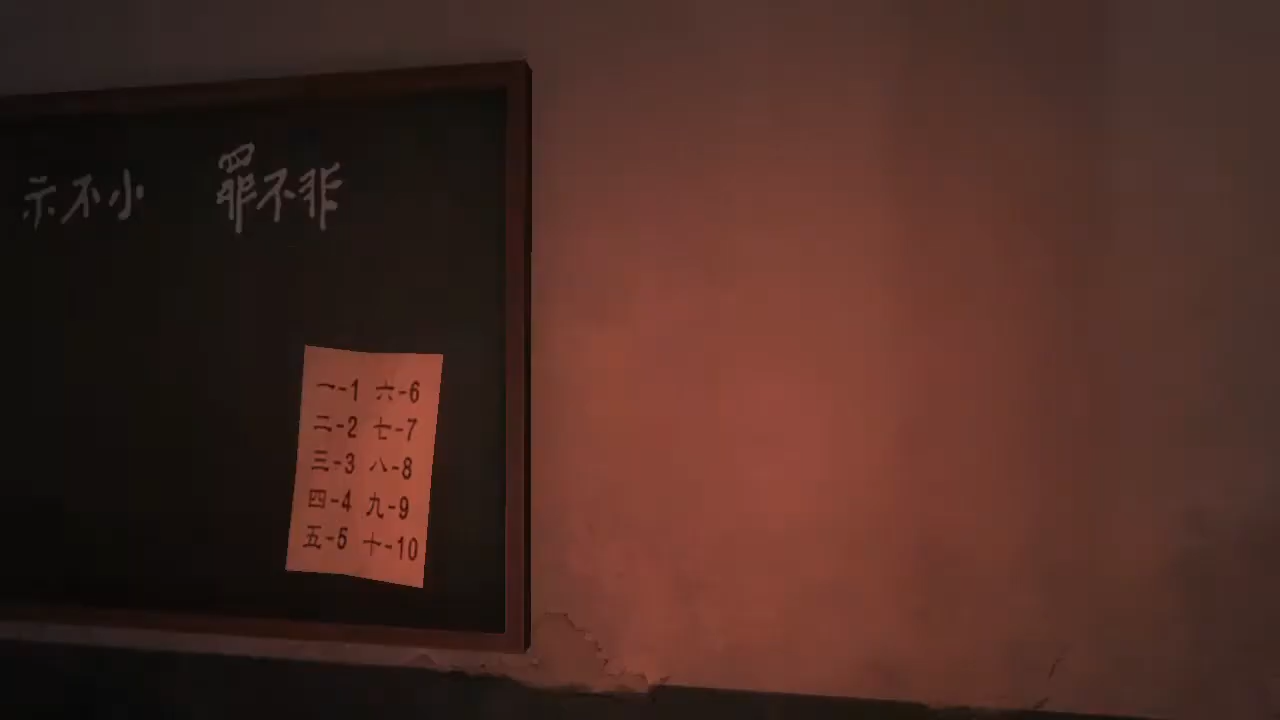 示不小 罪不非
一-1 六-6
二-2 七-7
三-3 八-8
四-4 九-9
五-5 十-10